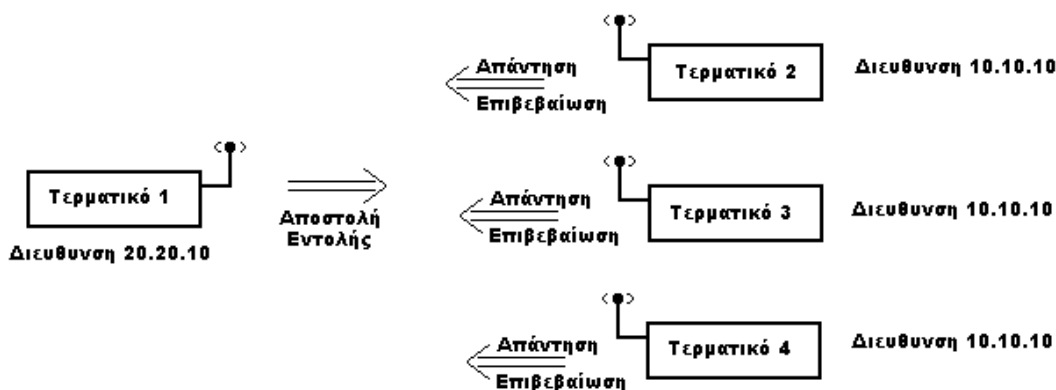 Απάντηση
Επιβεβαίωση
Τερματικό 2
Διευθυνση 10.10.10
Τερματικό 1
Διευθυνση 20.20.10
Αποστολή
Εντολής
Απάντηση
Επιβεβαίωση
Τερματικό 3
Διευθυνση 10.10.10
Απάντηση
Επιβεβαίωση
Τερματικό 4
Διευθυνση 10.10.10